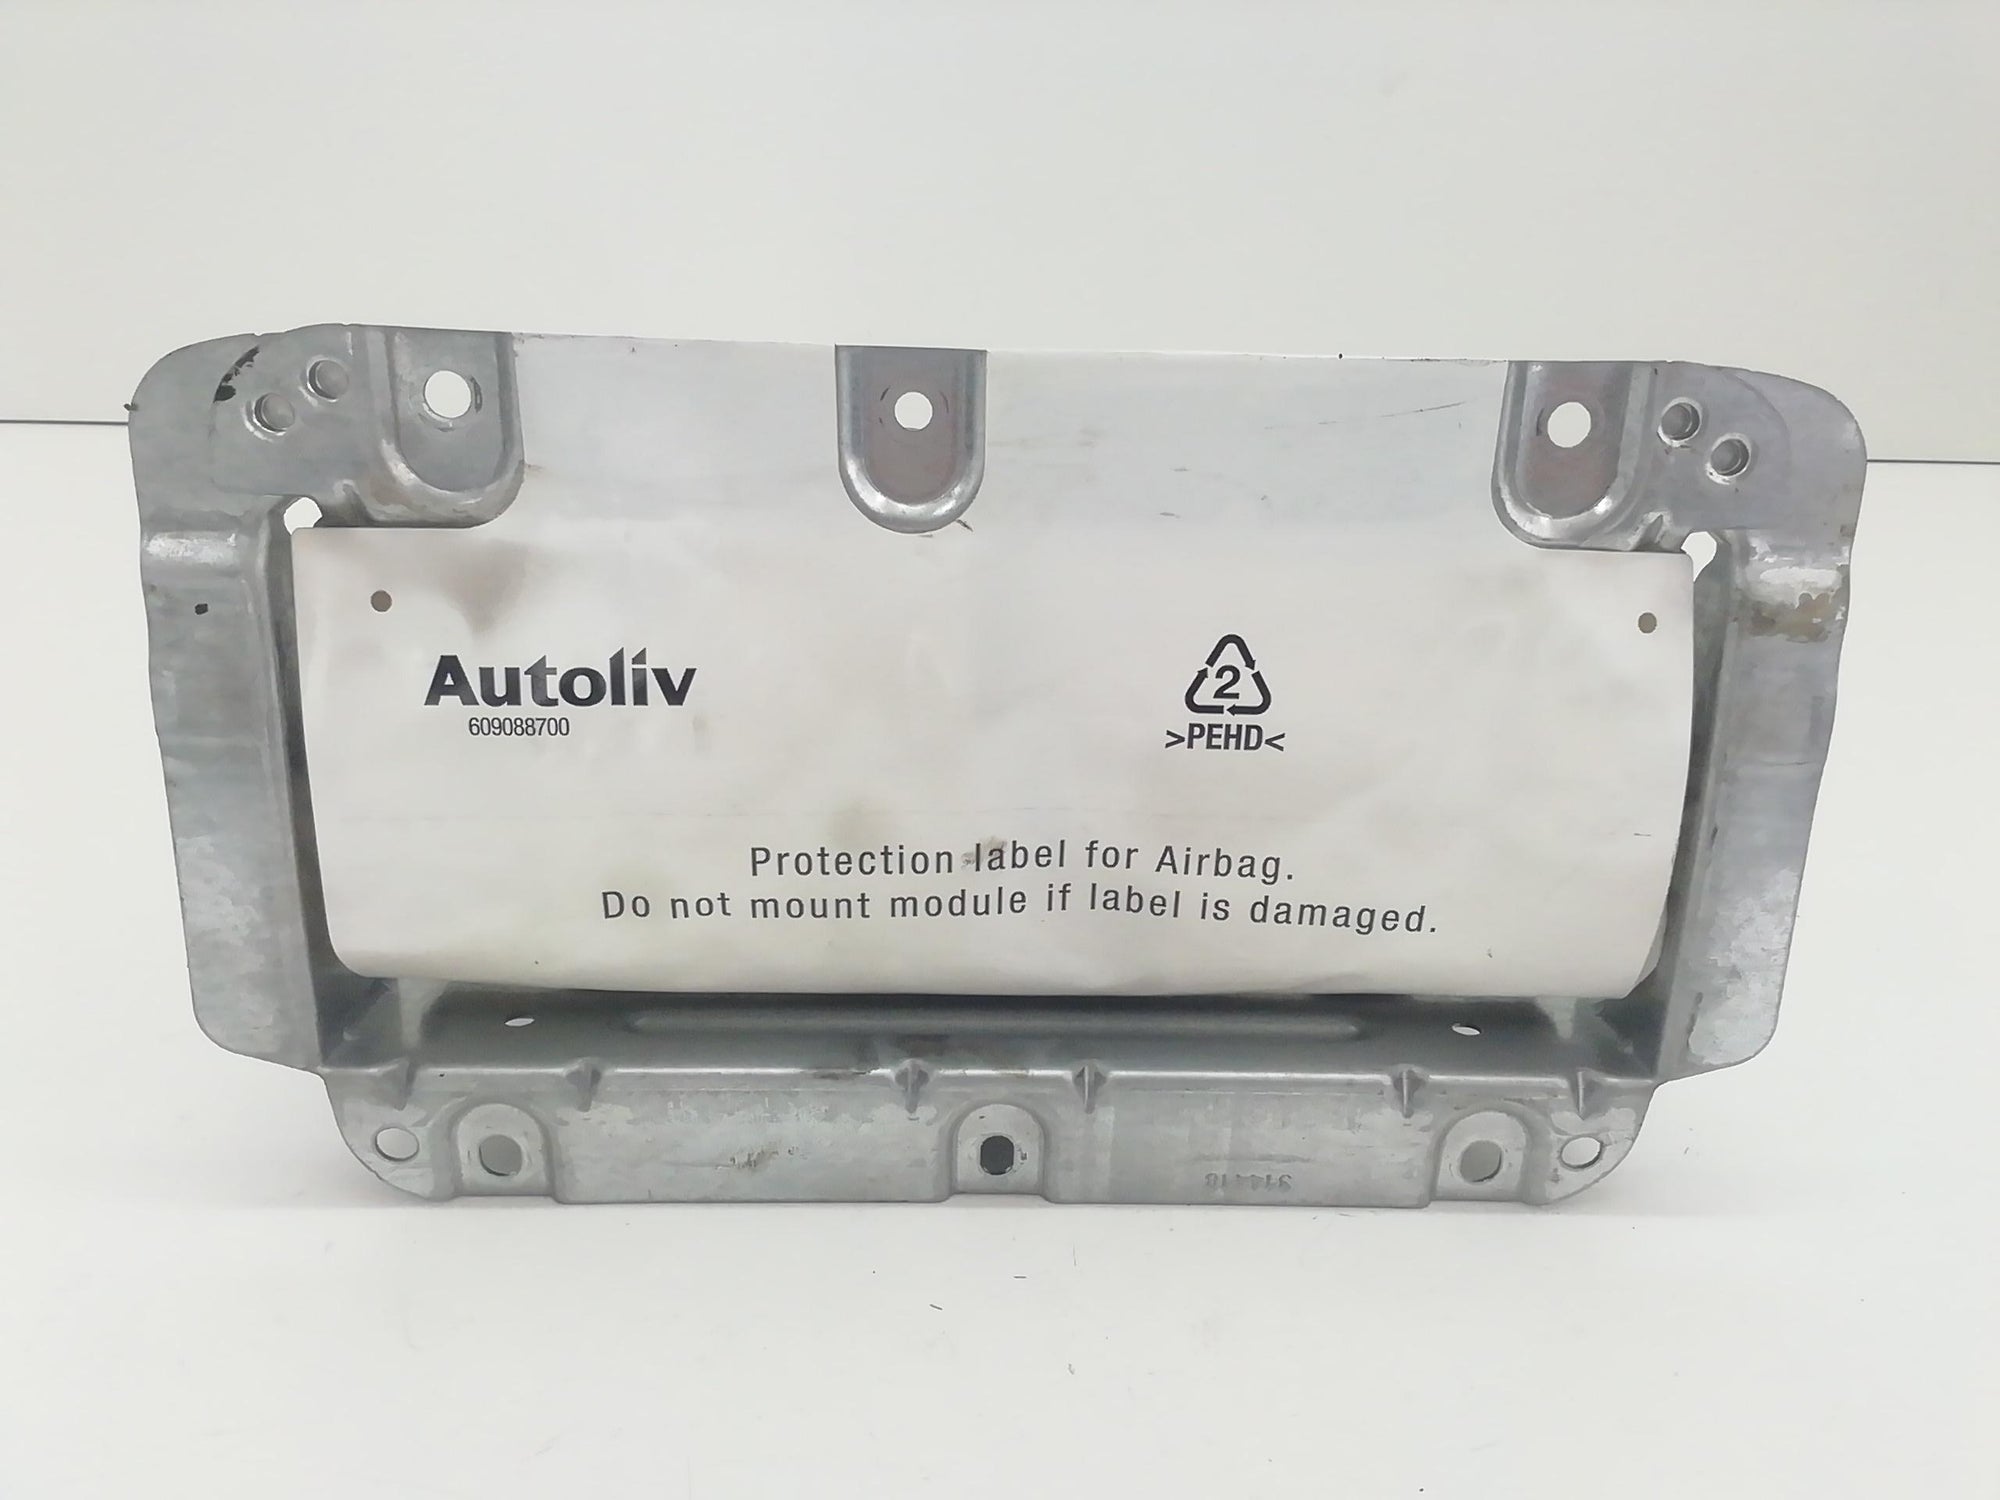 Autoliv
609088700
2
>PEHD<
Protection label for Airbag.
Do not mount module if label is damaged.